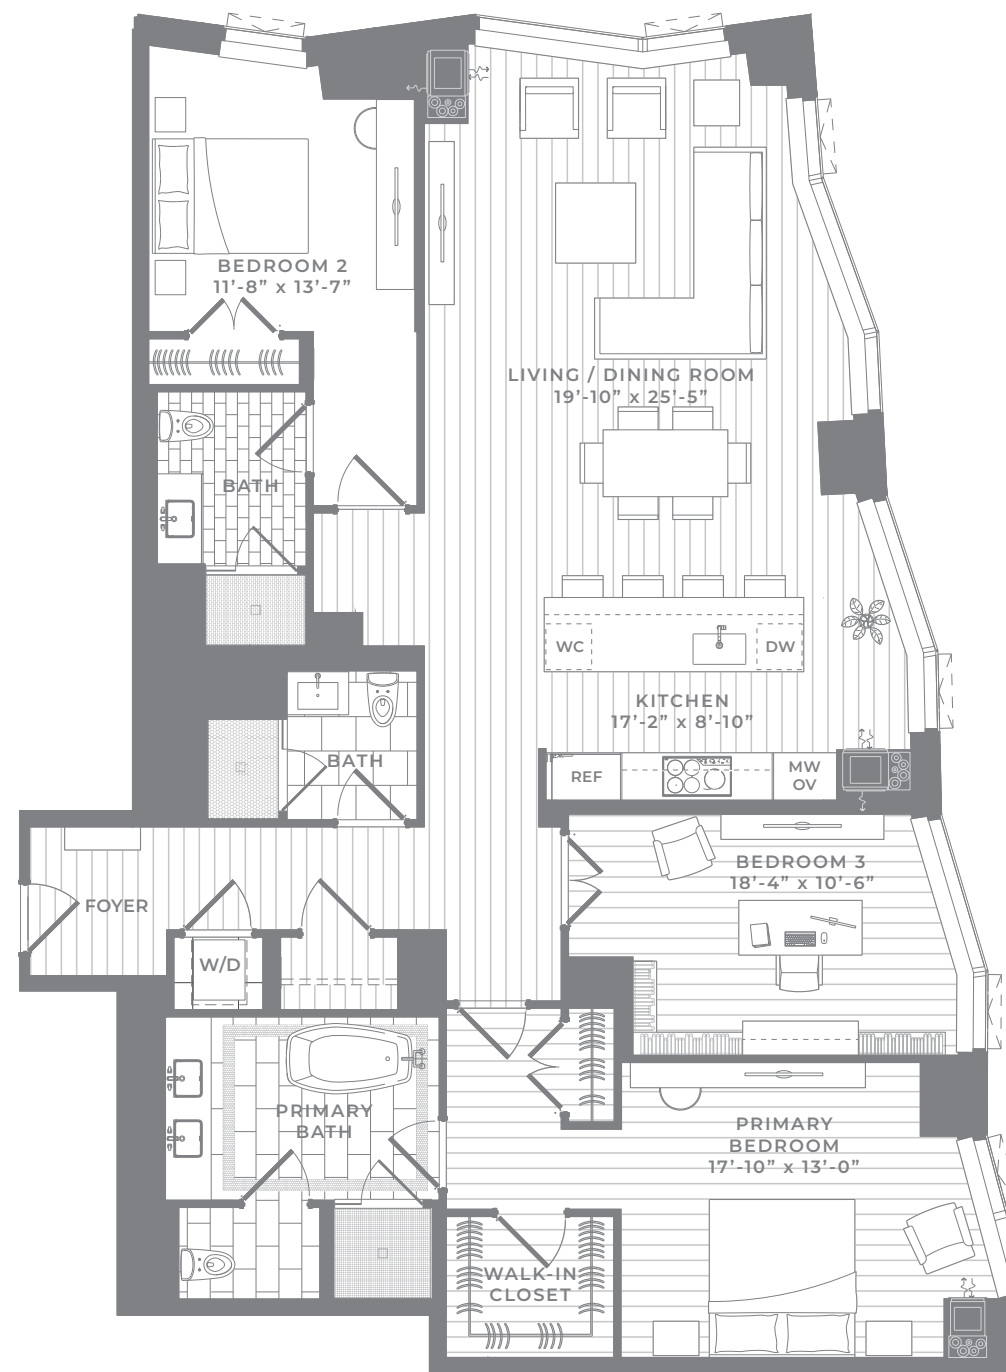 BEDROOM 2
11’-8” x 13’-7”
LIVING / DINING ROOM
19’-10” x 25’-5”
BATH
WC
DW
KITCHEN
17’-2” x 8’-10”
BATH
REF
MW
OV
BEDROOM 3
18’-4” x 10’-6”
FOYER
W/D
PRIMARY
BATH
PRIMARY
BEDROOM
17’-10” x 13’-0”
WALK-IN
CLOSET